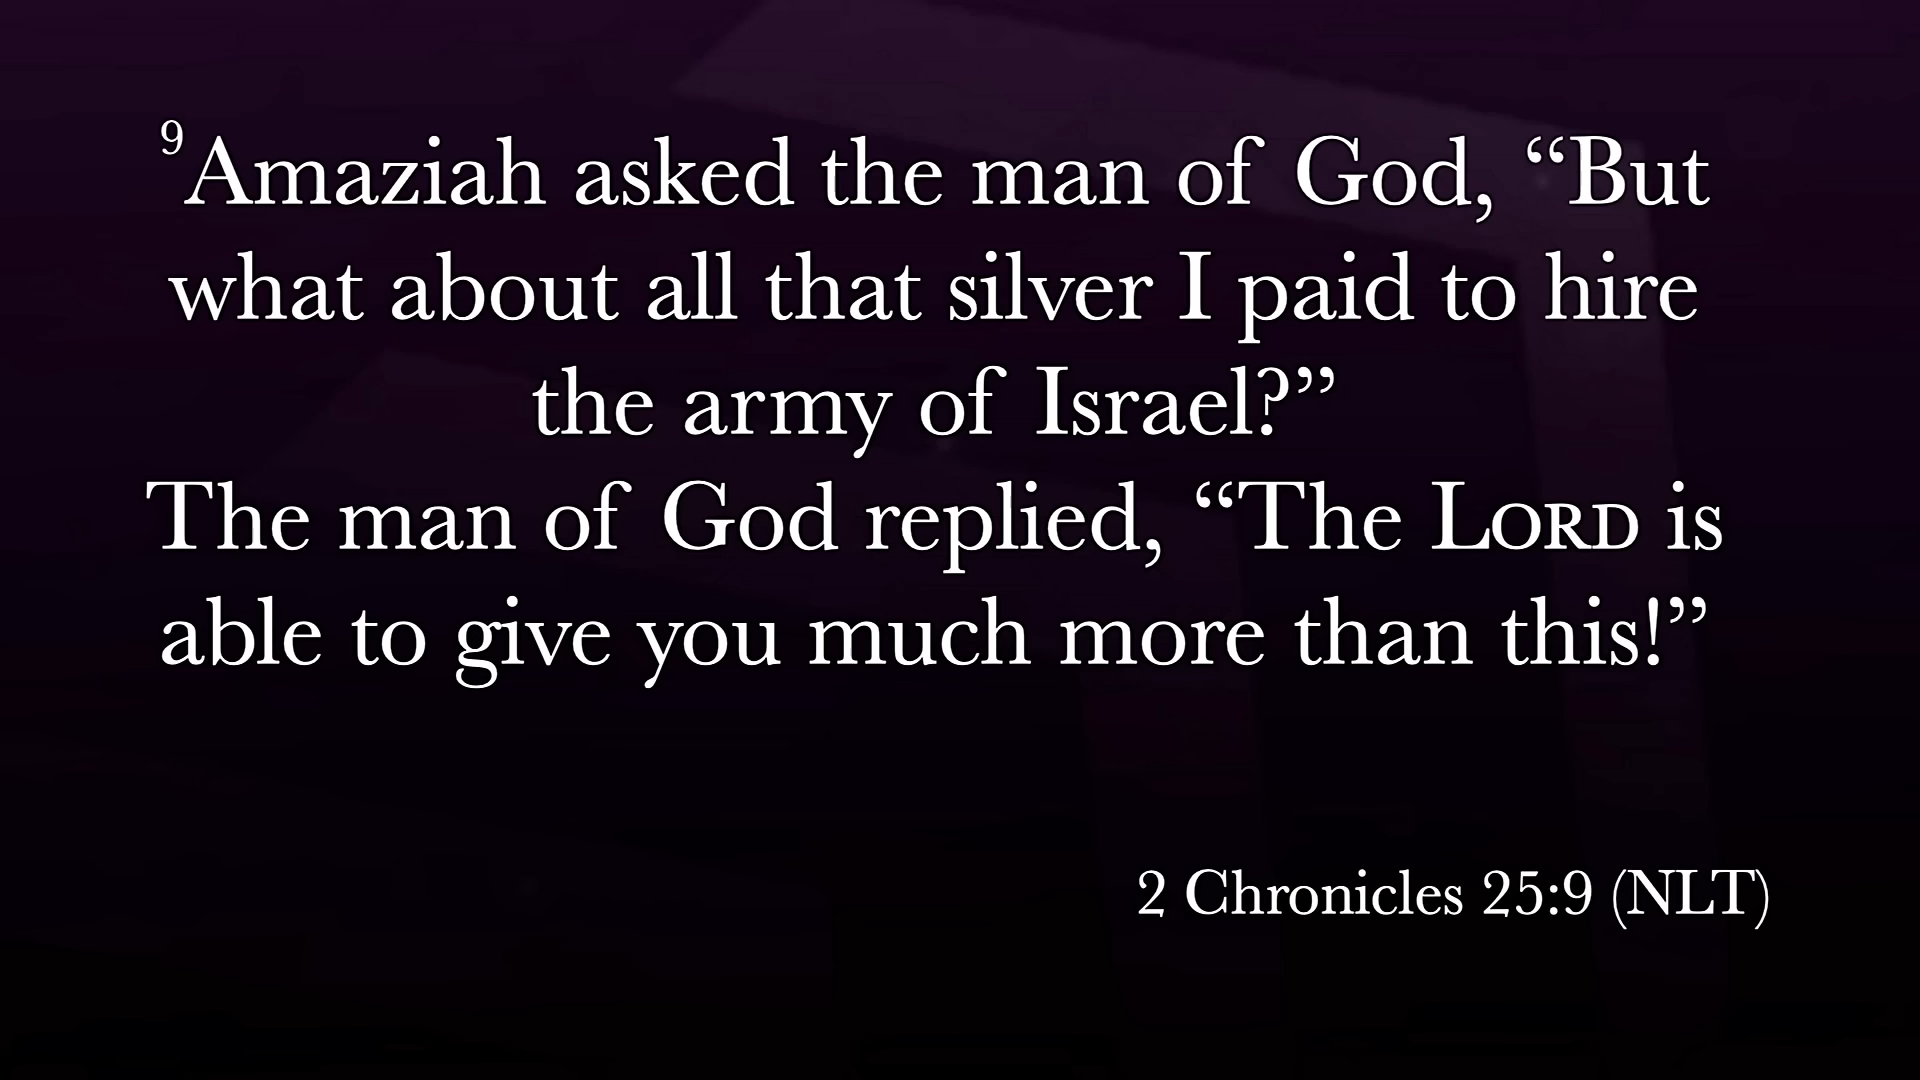 9Amaziah asked the man of God, “But
what about all that silver I paid to hire
the army of Israel?”
The man of God replied, “The LORD is
able to give you much more than this!”
2 Chronicles 25:9 (NLT)